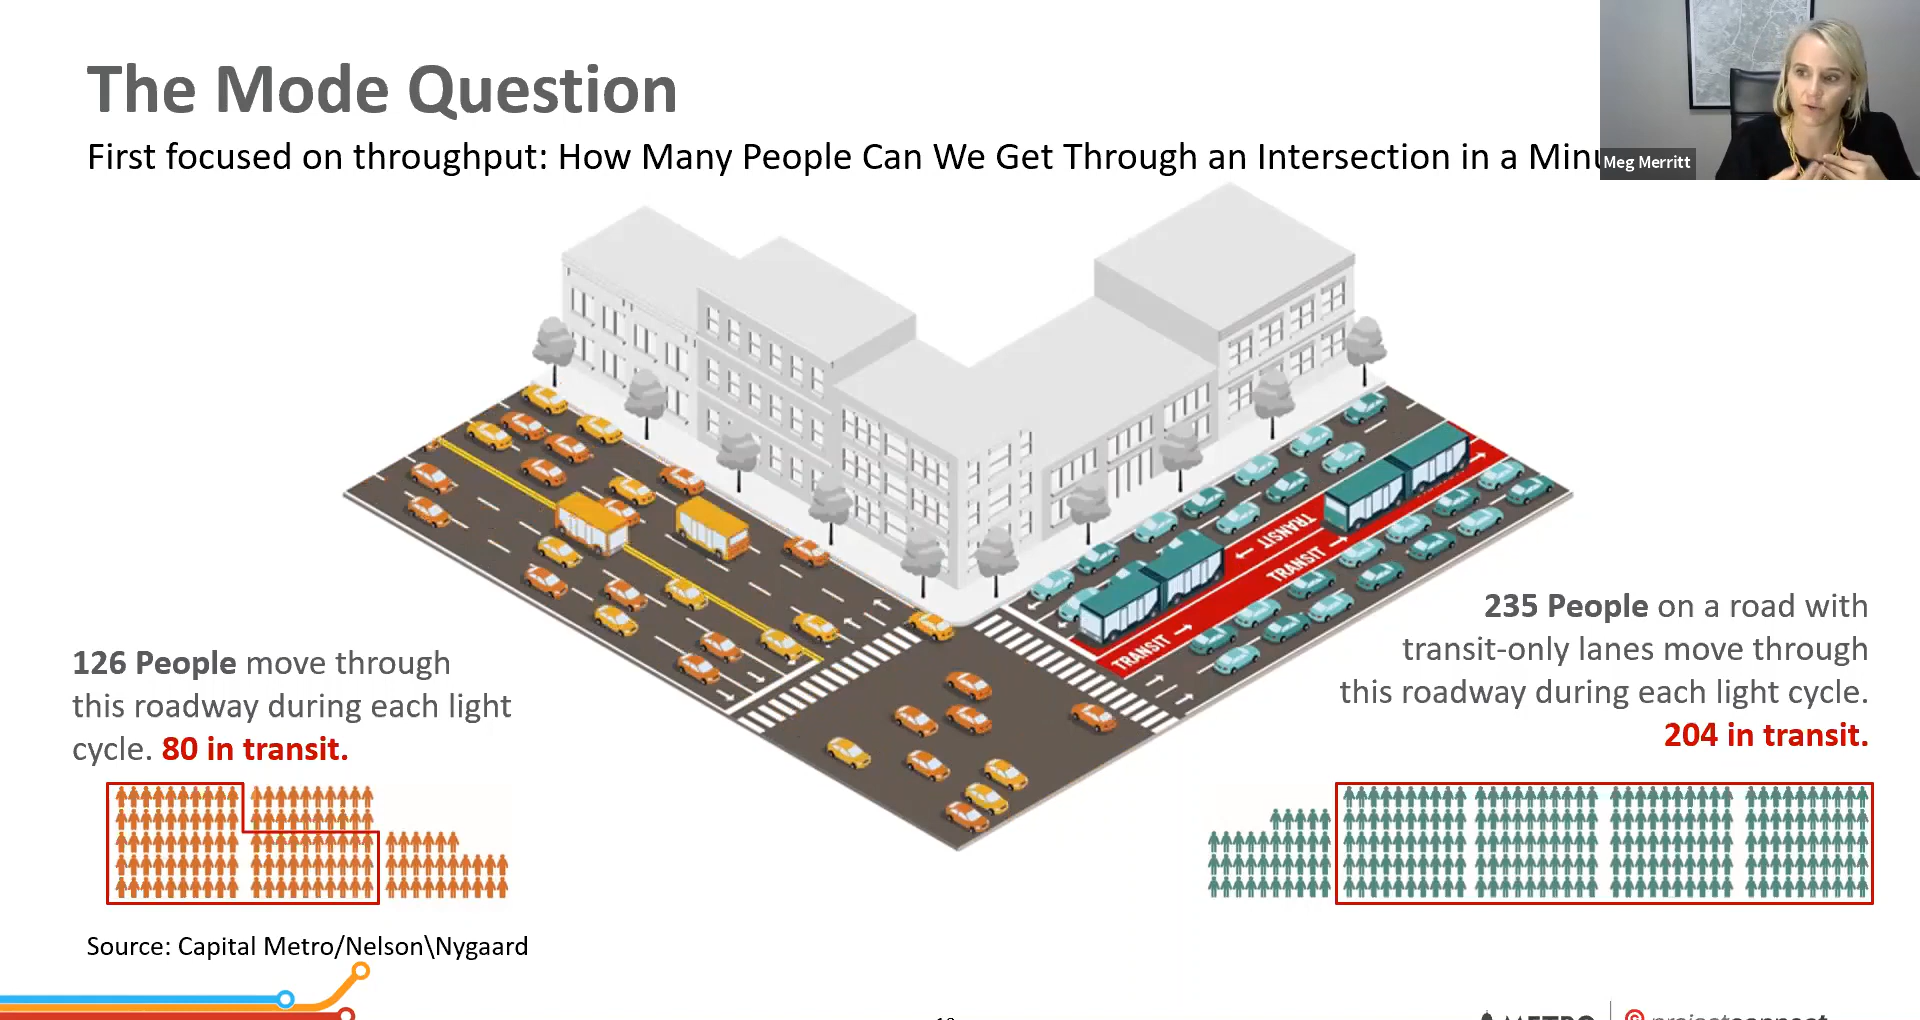 The Mode Question
First focused on throughput: How Many People Can We Get Through an Intersection in a
Meg Merritt
TRANSIT
TRANSIT
TRANSIT
235 People on a road with
transit-only lanes move through
this roadway during each light cycle.
204 in transit.
126 People move through
this roadway during each light
cycle. 80 in transit.
Source: Capital Metro/Nelson\Nygaard
METRO
projectconnect